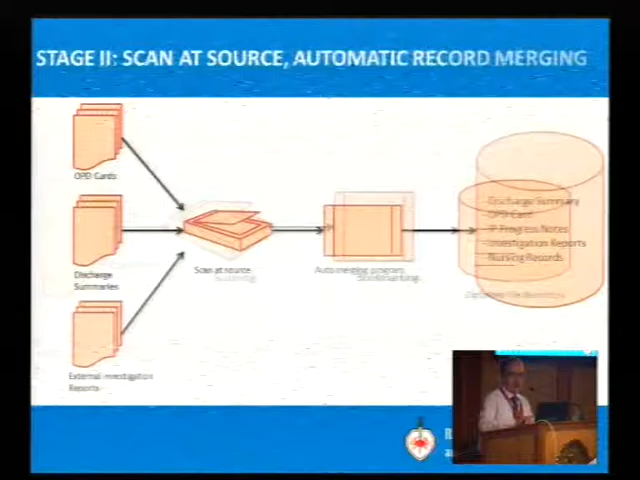 STAGE II: SCAN AT SOURCE, AUTOMATIC RECORD MERGING
OPD Cards
Discharge
Summaries
External Investigation
Reports
Scan at source
Auto merging program
Discharge Summary
OPD Card
IP Progress Notes
Investigation Reports
Nursing Records